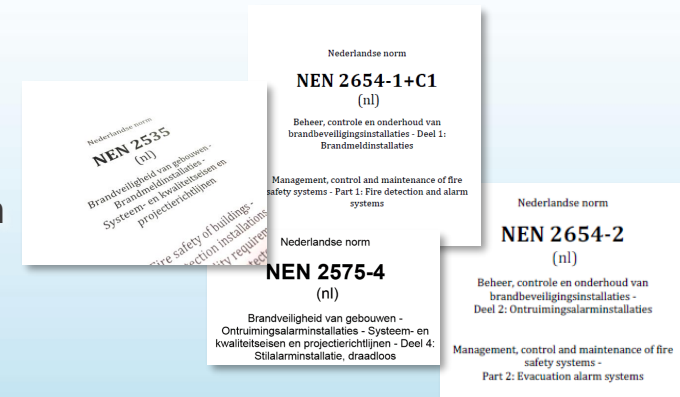 Nederlandse norm
NEN 2535
(nl)
Brandveiligheid van gebouwen -
Brandmeldinstallaties -
Systeem- en kwaliteitseisen en
projectierichtlijnen
Fire safety of buildings -
installations
requirem
Nederlandse norm
NEN 2654-1+C1
(nl)
Beheer, controle en onderhoud van
brandbeveiligingsinstallaties - Deel 1:
Brandmeldinstallaties
Management, control and maintenance of fire
safety systems - Part 1: Fire detection and alarm
systems
Nederlandse norm
NEN 2575-4
(nl)
Brandveiligheid van gebouwen -
Ontruimingsalarminstallaties - Systeem- en
kwaliteitseisen en projectierichtlijnen - Deel 4:
Stilalarminstallatie, draadloos
Nederlandse norm
NEN 2654-2
(nl)
Beheer, controle en onderhoud van
brandbeveiligingsinstallaties -
Deel 2: Ontruimingsalarminstallaties
Management, control and maintenance of fire
safety systems -
Part 2: Evacuation alarm systems